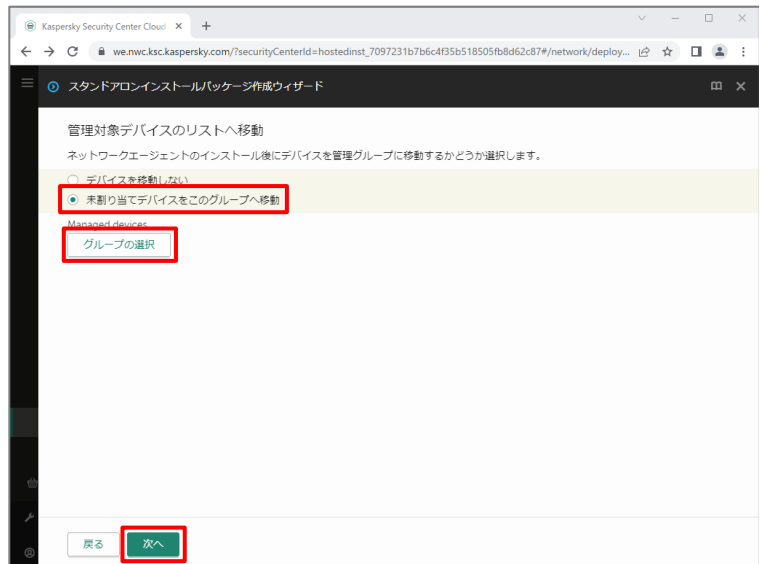 Kaspersky Security Center Cloud
we.nwc.ksc.kaspersky.com/?securityCenterId=hostedinst_7097231b7b6c4f35b518505fb8d62c87#/network/deploy...
スタンドアロンインストールパッケージ作成ウィザード
管理対象デバイスのリストへ移動
ネットワークエージェントのインストール後にデバイスを管理グループに移動するかどうか選択します。
デバイスを移動しない
未割り当てデバイスをこのグループへ移動
Managed devices
グループの選択
戻る
次へ